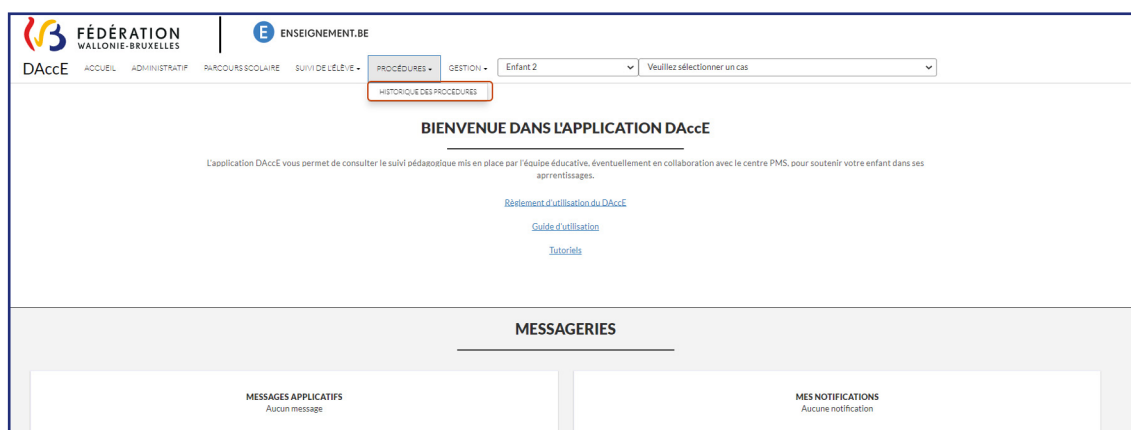 FÉDÉRATION
WALLONIE-BRUXELLES
E ENSEIGNEMENT.BE
DAccE ACCUEIL ADMINISTRATIF PARCOURS SCOLAIRE SUIVI DE L'ÉLÈVE PROCÉDURES GESTION Enfant 2 Veuillez sélectionner un cas
HISTORIQUE DES PROCÉDURES
BIENVENUE DANS L'APPLICATION DAccE
L'application DAccE vous permet de consulter le suivi pédagogique mis en place par l'équipe éducative, éventuellement en collaboration avec le centre PMS, pour soutenir votre enfant dans ses
aprrentissages.
Règlement d'utilisation du DAccE
Guide d'utilisation
Tutoriels
MESSAGERIES
MESSAGES APPLICATIFS
Aucun message
MES NOTIFICATIONS
Aucune notification